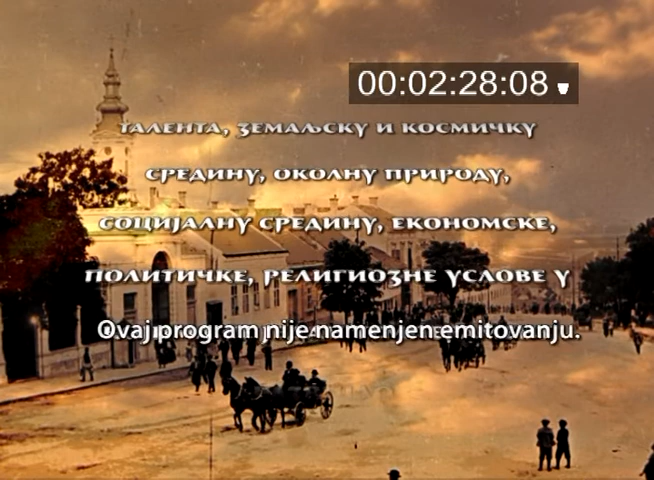 00:02:28:08
ТАЛЕНТА, ЗЕМАЉСКУ И КОСМИЧКУ
СРЕДИНУ, ОКОЛНУ ПРИРОДУ,
СОЦИЈАЛНУ СРЕДИНУ, ЕКОНОМСКЕ,
ПОЛИТИЧКЕ, РЕЛИГИОЗНЕ УСЛОВЕ У
Ovaj program nije namenjen emitovanju.